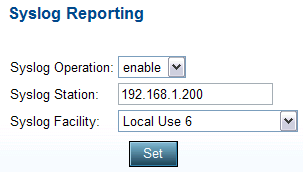 Syslog Reporting
Syslog Operation: enable
Syslog Station: 192.168.1.200
Syslog Facility: Local Use 6
Set